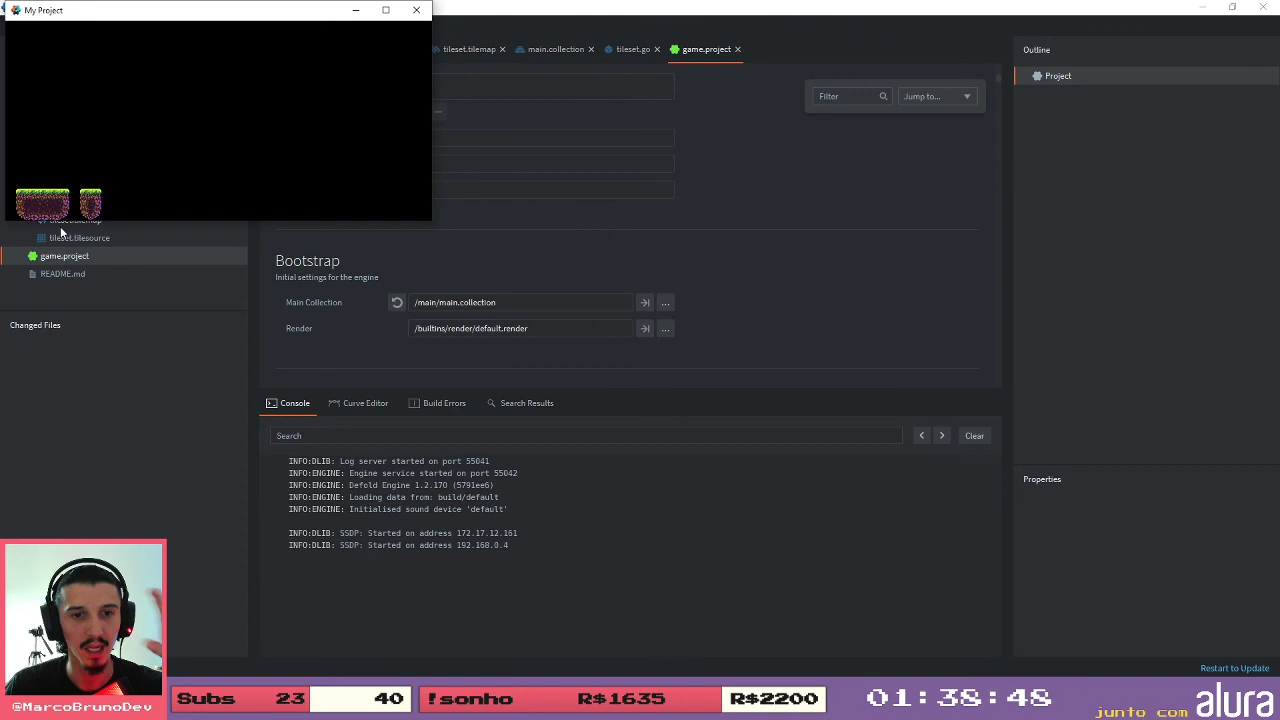 My Project
tileset.tilemap
main.collection
tileset.go
game.project
Outline
Project
Filter
Jump to...
tileset.tilesource
game.project
README.md
Changed Files
Bootstrap
Initial settings for the engine
Main Collection
/main/main.collection
...
Render
/builtins/render/default.render
...
Console
Curve Editor
Build Errors
Search Results
Search
Clear
INFO:DLIB: Log server started on port 55041
INFO:ENGINE: Engine service started on port 55042
INFO:ENGINE: Defold Engine 1.2.170 (5791ee6)
INFO:ENGINE: Loading data from: build/default
INFO:ENGINE: Initialised sound device 'default'
INFO:DLIB: SSDP: Started on address 172.17.12.161
INFO:DLIB: SSDP: Started on address 192.168.0.4
Properties
Restart to Update
@MarcoBrunoDev
Subs 23 40
!sonho R$1635 R$2200
01:38:48
junto com alura